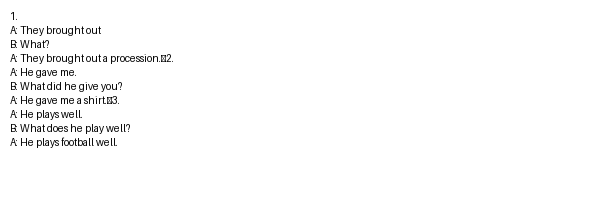 1.
A: They brought out
B: What?
A: They brought out a procession.2.
A: He gave me.
B: What did he give you?
A: He gave me a shirt.3.
A: He plays well.
B: What does he play well?
A: He plays football well.